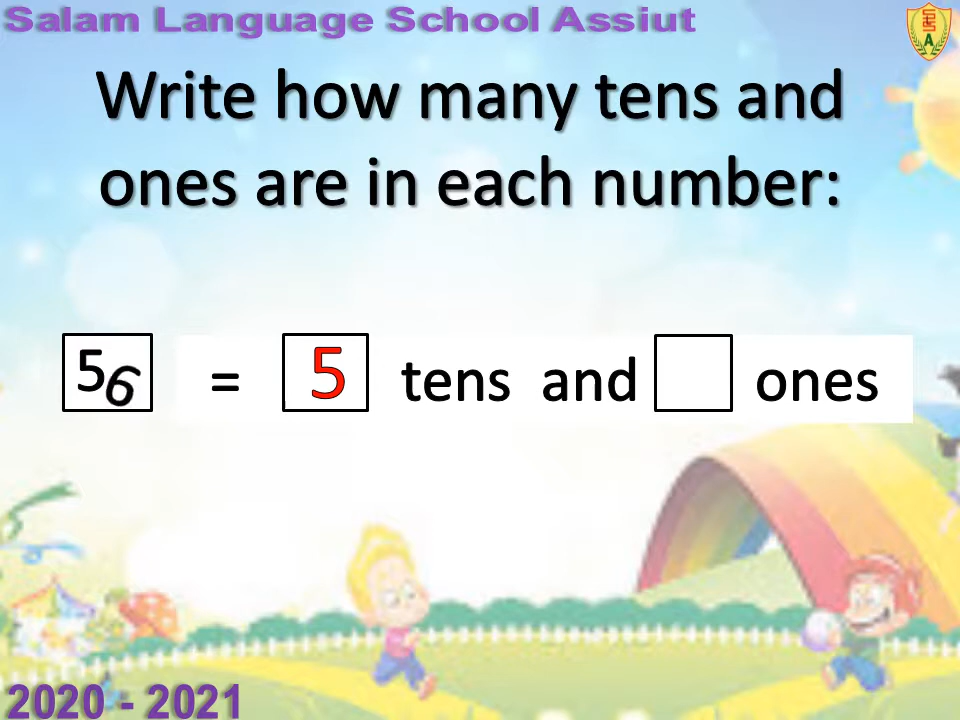 Salam Language School Assiut
Write how many tens and
ones are in each number:
56 = 5 tens and ones
2020 - 2021